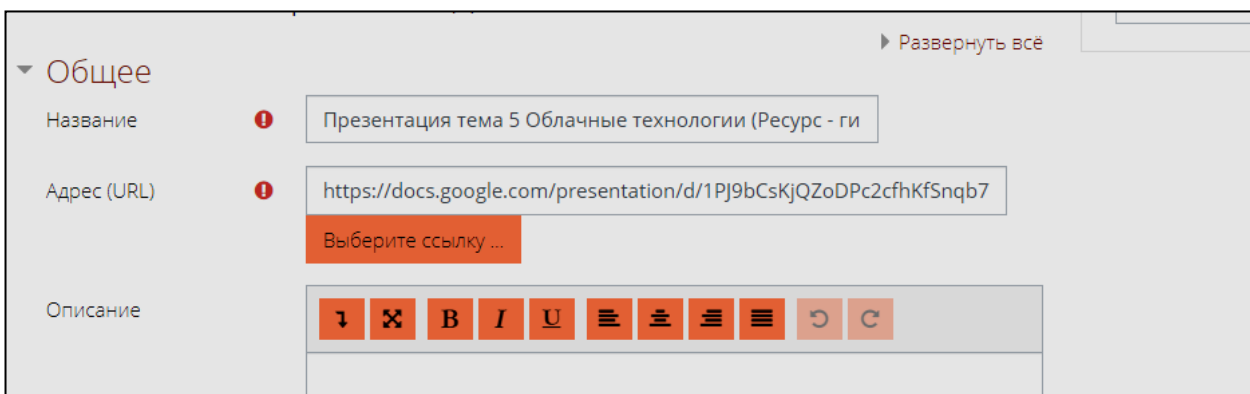 Развернуть всё
Общее
Название
Презентация тема 5 Облачные технологии (Ресурс - ги
Адрес (URL)
https://docs.google.com/presentation/d/1PJ9bCsKjQZoDPc2cfhKfSnqb7
Выберите ссылку ...
Описание
B I U